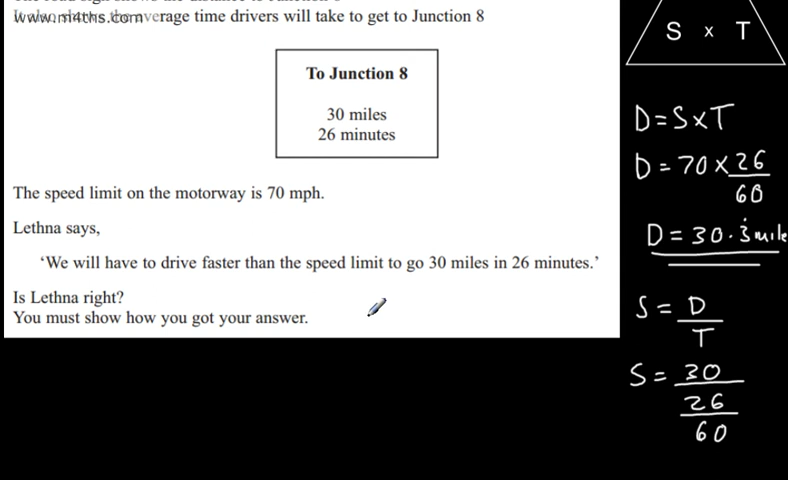 www.m4ths.com verage time drivers will take to get to Junction 8
To Junction 8
30 miles
26 minutes
The speed limit on the motorway is 70 mph.
Lethna says,
‘We will have to drive faster than the speed limit to go 30 miles in 26 minutes.’
Is Lethna right?
You must show how you got your answer.
S x T
D=SxT
D = 70 x 26
60
D = 30.3̇ mile
S = D
T
S = 30
26
60